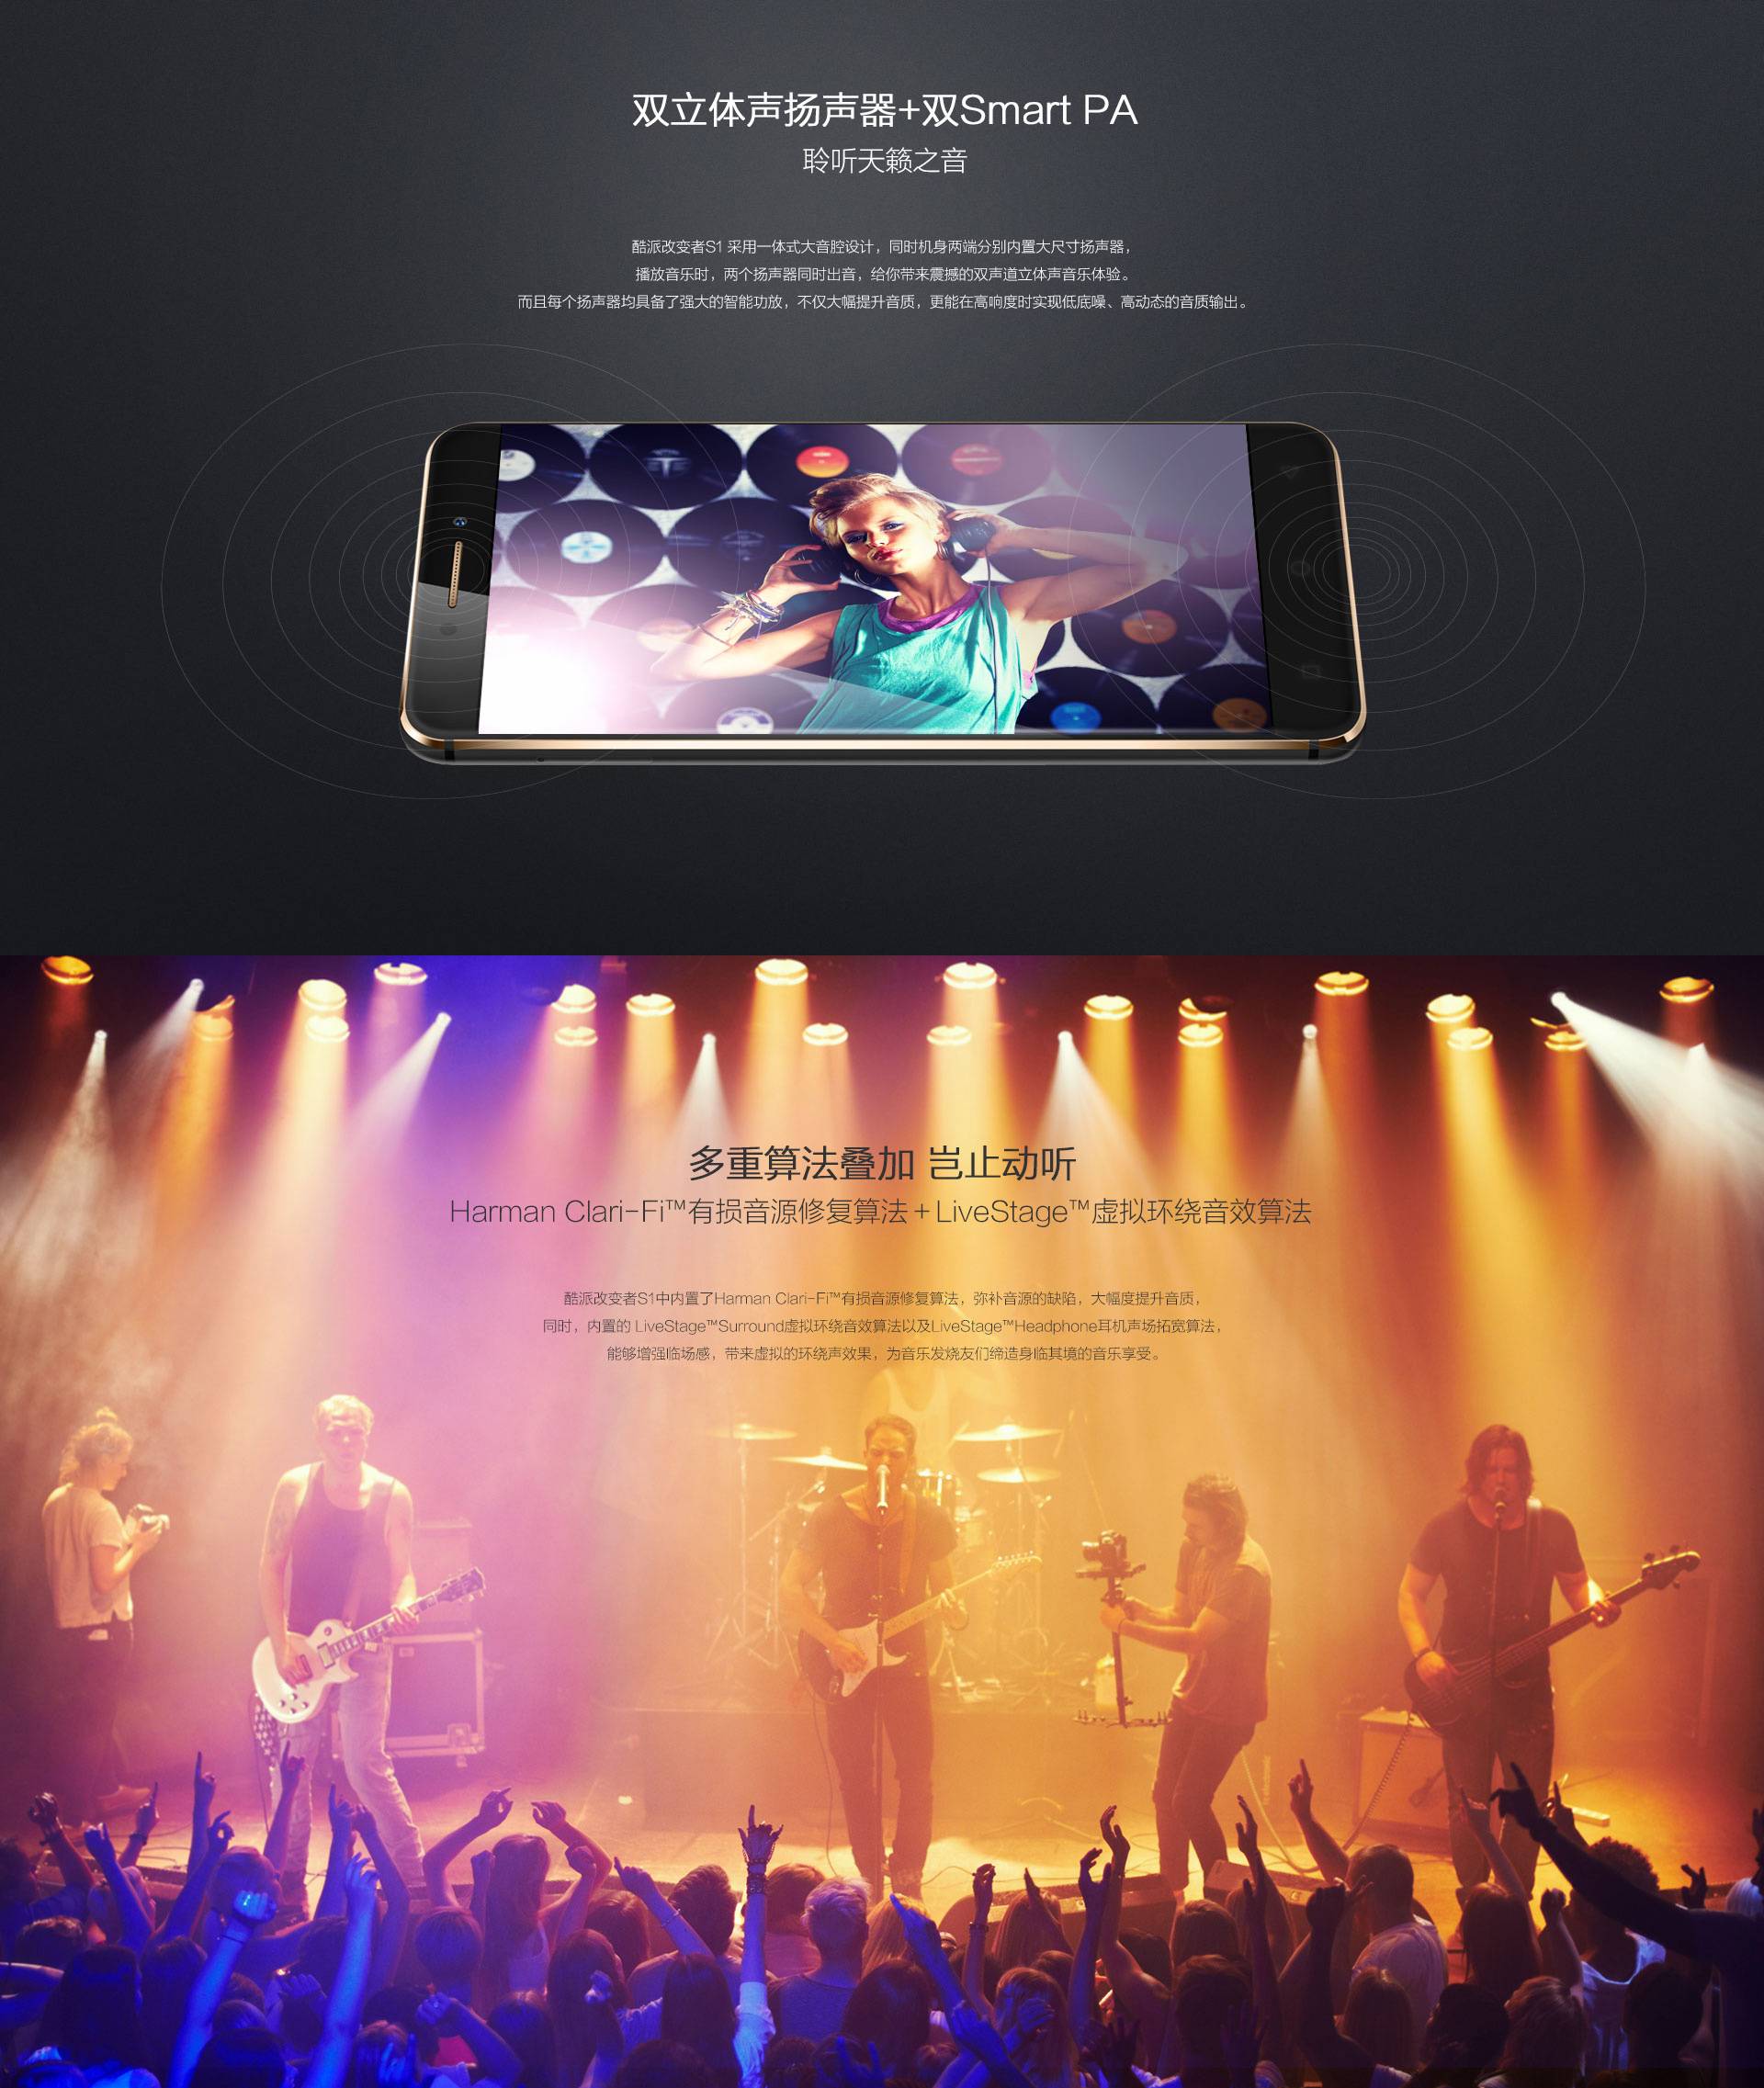 双立体声扬声器+双Smart PA
聆听天籁之音
酷派改变者S1 采用一体式大音腔设计，同时机身两端分别内置大尺寸扬声器，
播放音乐时，两个扬声器同时出音，给你带来震撼的双声道立体声音乐体验。
而且每个扬声器均具备了强大的智能功放，不仅大幅提升音质，更能在高响度时实现低底噪、高动态的音质输出。
多重算法叠加 岂止动听
Harman Clari-Fi™有损音源修复算法＋LiveStage™虚拟环绕音效算法
酷派改变者S1中内置了Harman Clari-Fi™有损音源修复算法，弥补音源的缺陷，大幅度提升音质，
同时，内置的 LiveStage™Surround虚拟环绕音效算法以及LiveStage™Headphone耳机声场拓宽算法，
能够增强临场感，带来虚拟的环绕声效果，为音乐发烧友们缔造身临其境的音乐享受。